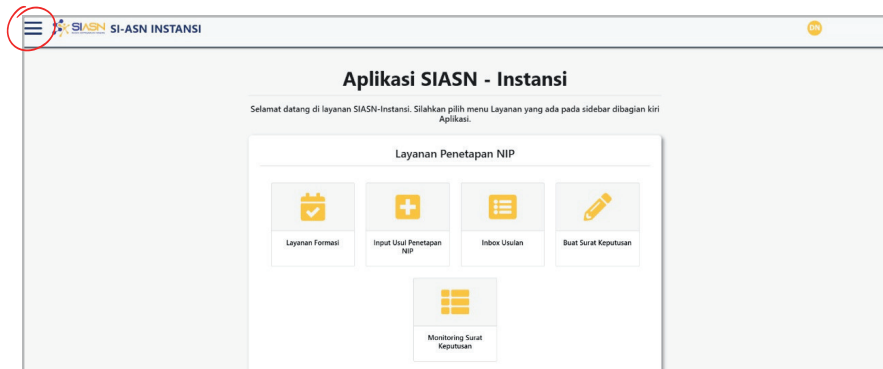 SIASN SI-ASN INSTANSI
DN
Aplikasi SIASN - Instansi
Selamat datang di layanan SIASN-Instansi. Silahkan pilih menu Layanan yang ada pada sidebar dibagian kiri
Aplikasi.
Layanan Penetapan NIP
Layanan Formasi
Input Usul Penetapan
NIP
Inbox Usulan
Buat Surat Keputusan
Monitoring Surat
Keputusan